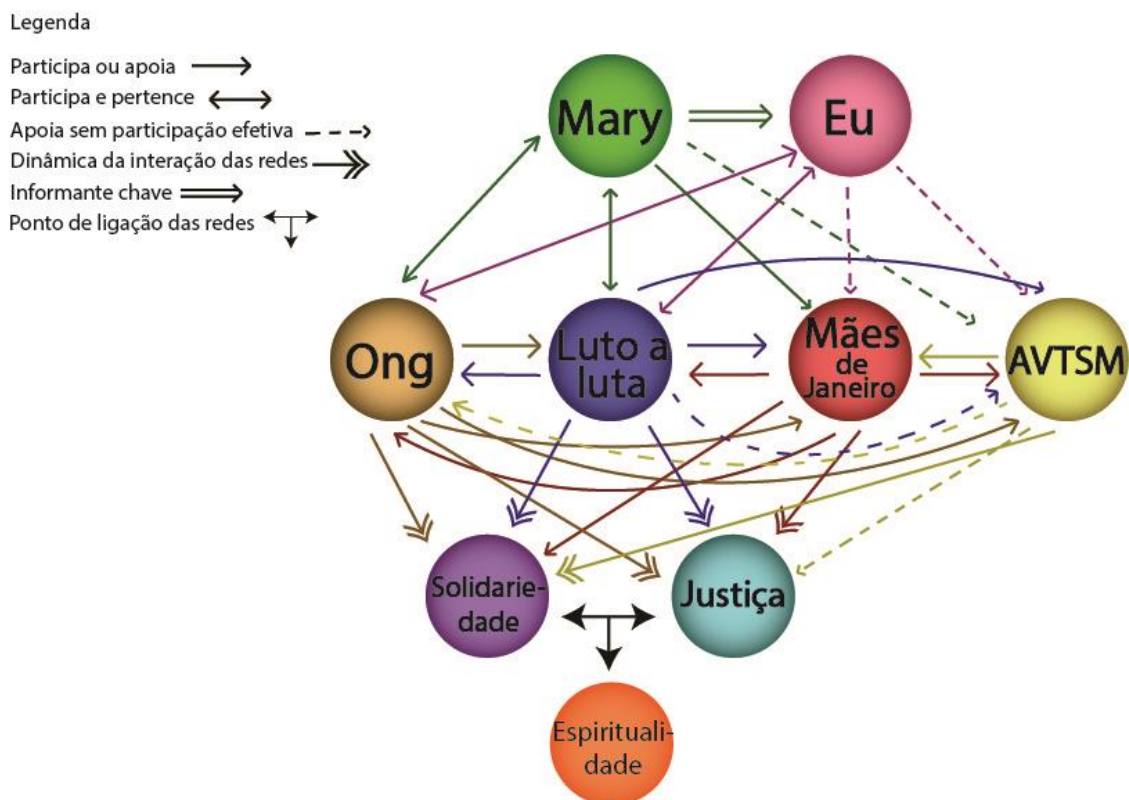 Legenda
Participa ou apoia
Participa e pertence
Apoia sem participação efetiva
Dinâmica da interação das redes
Informante chave
Ponto de ligação das redes
Mary
Eu
Ong
Luto a
luta
Mães
de
Janeiro
AVTSM
Solidarie-
dade
Justiça
Espirituali-
dade